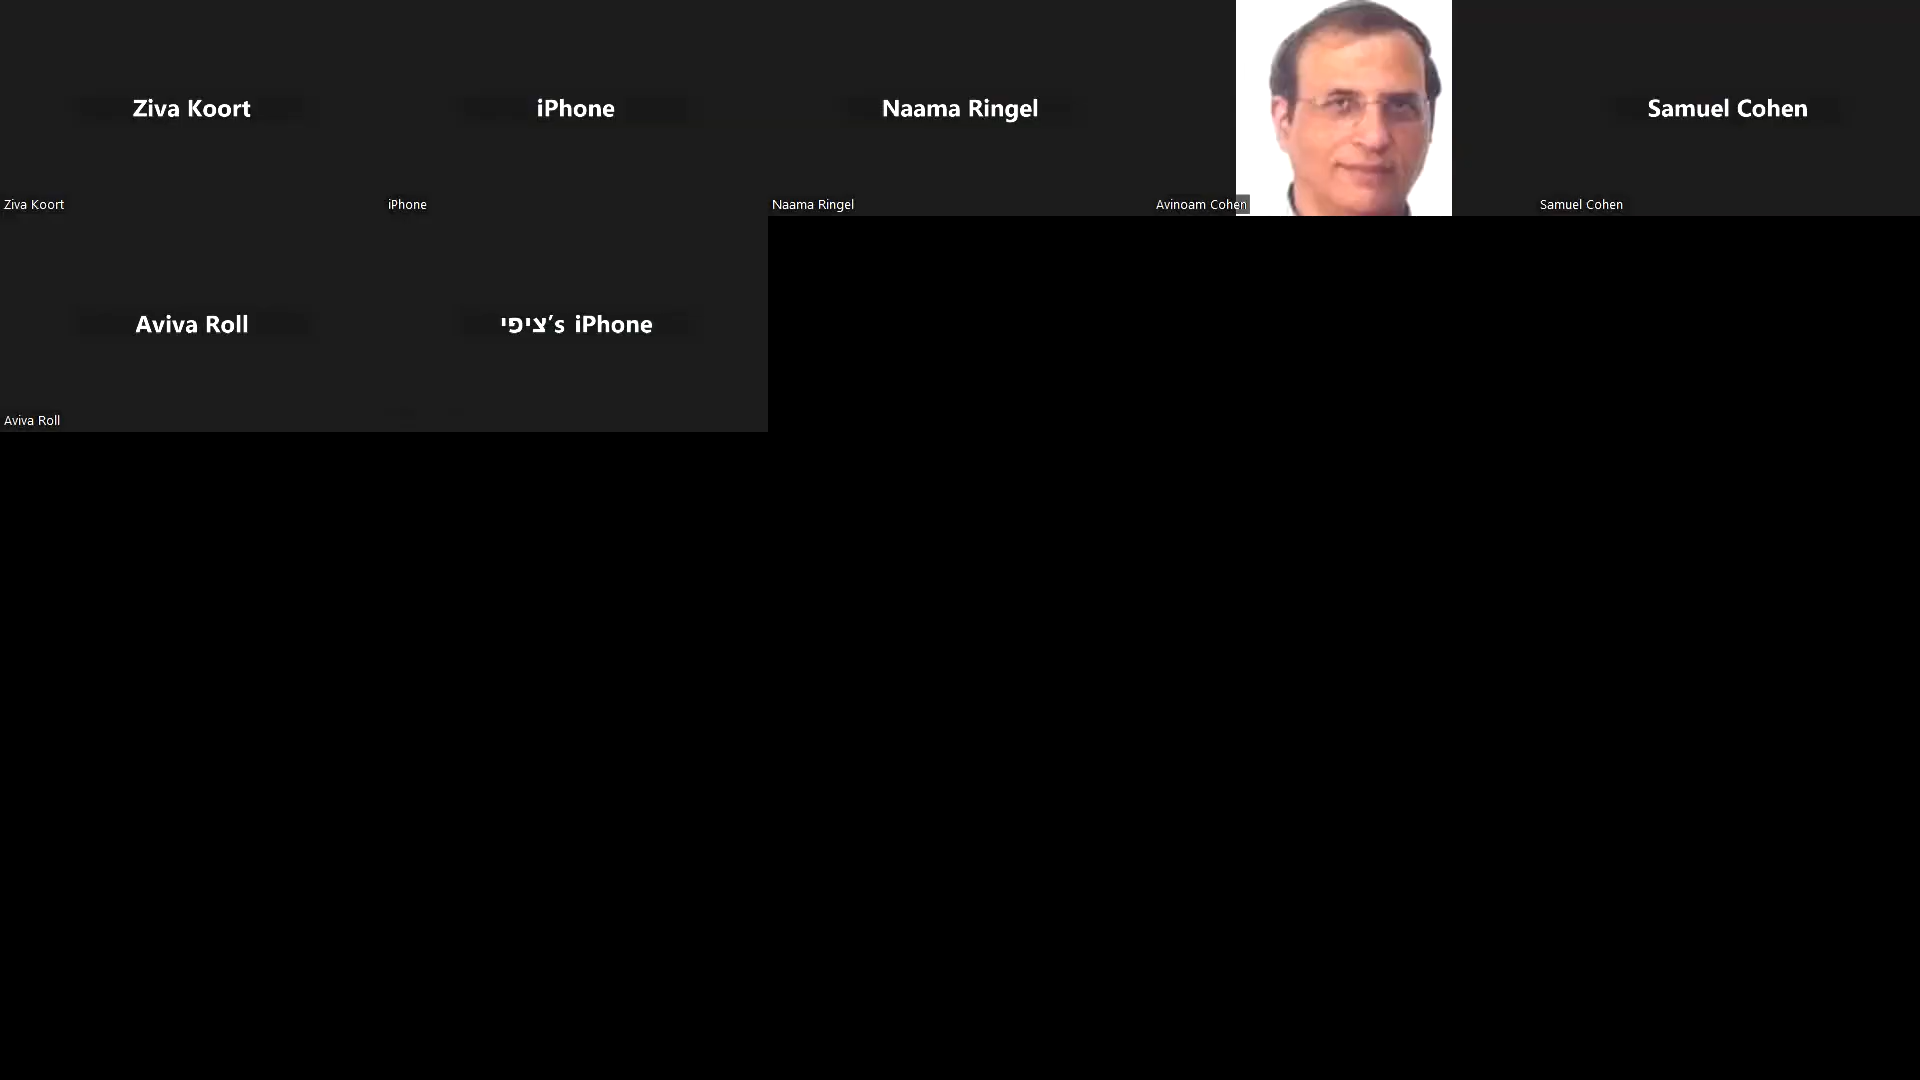 Ziva Koort
iPhone
Naama Ringel
Samuel Cohen
Ziva Koort
iPhone
Naama Ringel
Avinoam Cohen
Samuel Cohen
Aviva Roll
ציפי's iPhone
Aviva Roll